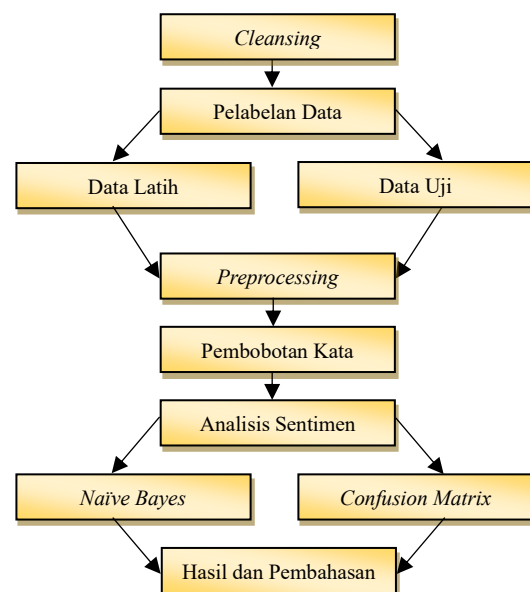 Cleansing
Pelabelan Data
Data Latih
Data Uji
Preprocessing
Pembobotan Kata
Analisis Sentimen
Naïve Bayes
Confusion Matrix
Hasil dan Pembahasan